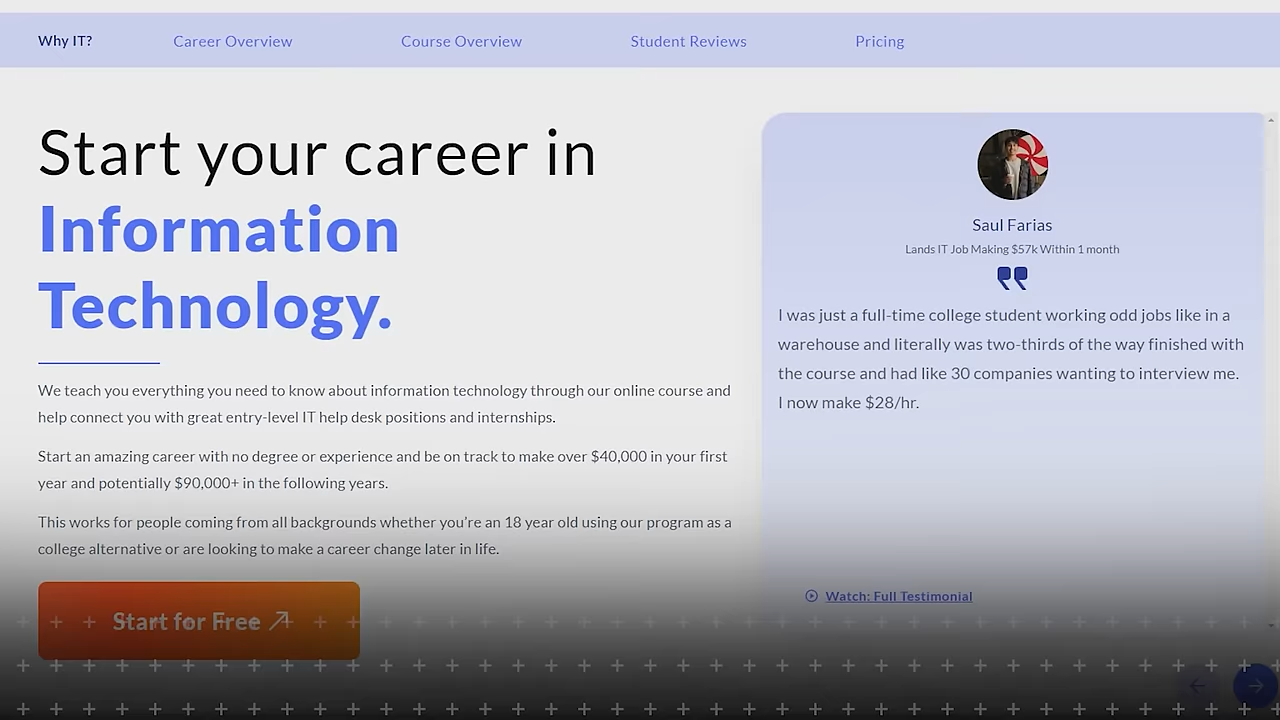 Why IT? Career Overview Course Overview Student Reviews Pricing
Start your career in
Information
Technology.
We teach you everything you need to know about information technology through our online course and
help connect you with great entry-level IT help desk positions and internships.
Start an amazing career with no degree or experience and be on track to make over $40,000 in your first
year and potentially $90,000+ in the following years.
This works for people coming from all backgrounds whether you're an 18 year old using our program as a
college alternative or are looking to make a career change later in life.
Start for Free
Saul Farias
Lands IT Job Making $57k Within 1 month
I was just a full-time college student working odd jobs like in a
warehouse and literally was two-thirds of the way finished with
the course and had like 30 companies wanting to interview me.
I now make $28/hr.
Watch: Full Testimonial